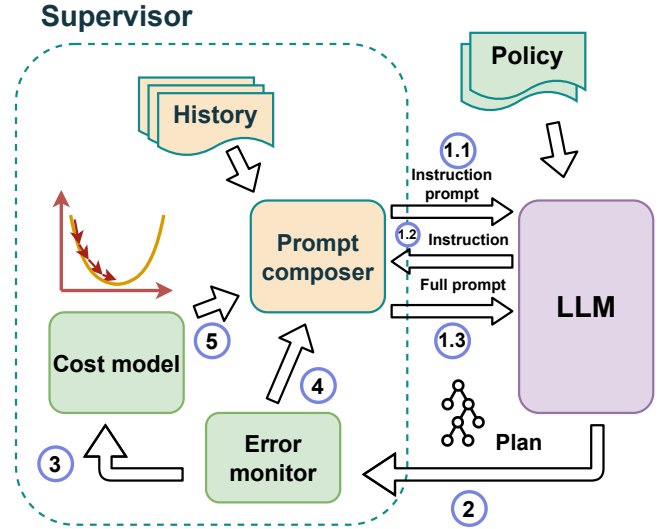 Supervisor
Policy
History
1.1
Instruction
prompt
1.2
Instruction
Prompt
composer
Full prompt
LLM
1.3
5
Cost model
4
Plan
Error
monitor
3
2